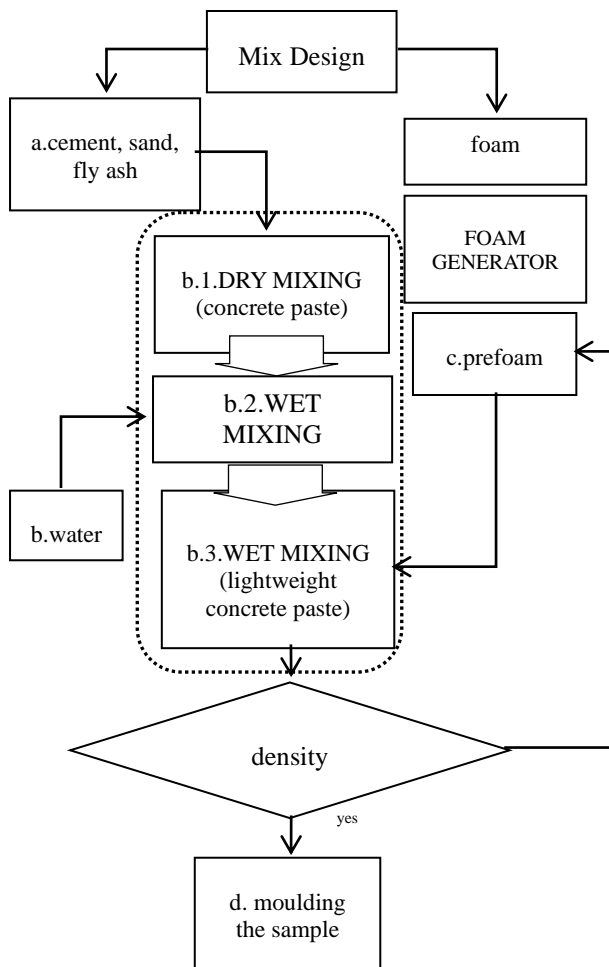 Mix Design
a.cement, sand,
fly ash
foam
FOAM
GENERATOR
b.1.DRY MIXING
(concrete paste)
c.prefoam
b.2.WET
MIXING
b.water
b.3.WET MIXING
(lightweight
concrete paste)
density
yes
d. moulding
the sample